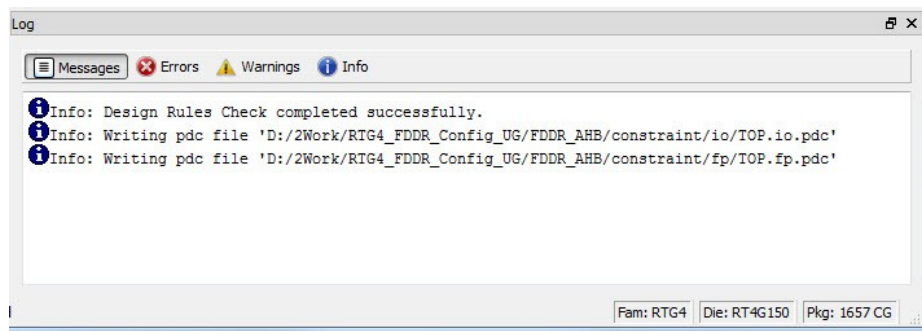 Log
Messages Errors Warnings Info
Info: Design Rules Check completed successfully.
Info: Writing pdc file 'D:/2Work/RTG4_FDDR_Config_UG/FDDR_AHB/constraint/io/TOP.io.pdc'
Info: Writing pdc file 'D:/2Work/RTG4_FDDR_Config_UG/FDDR_AHB/constraint/fp/TOP.fp.pdc'
Fam: RTG4 Die: RT4G150 Pkg: 1657 CG